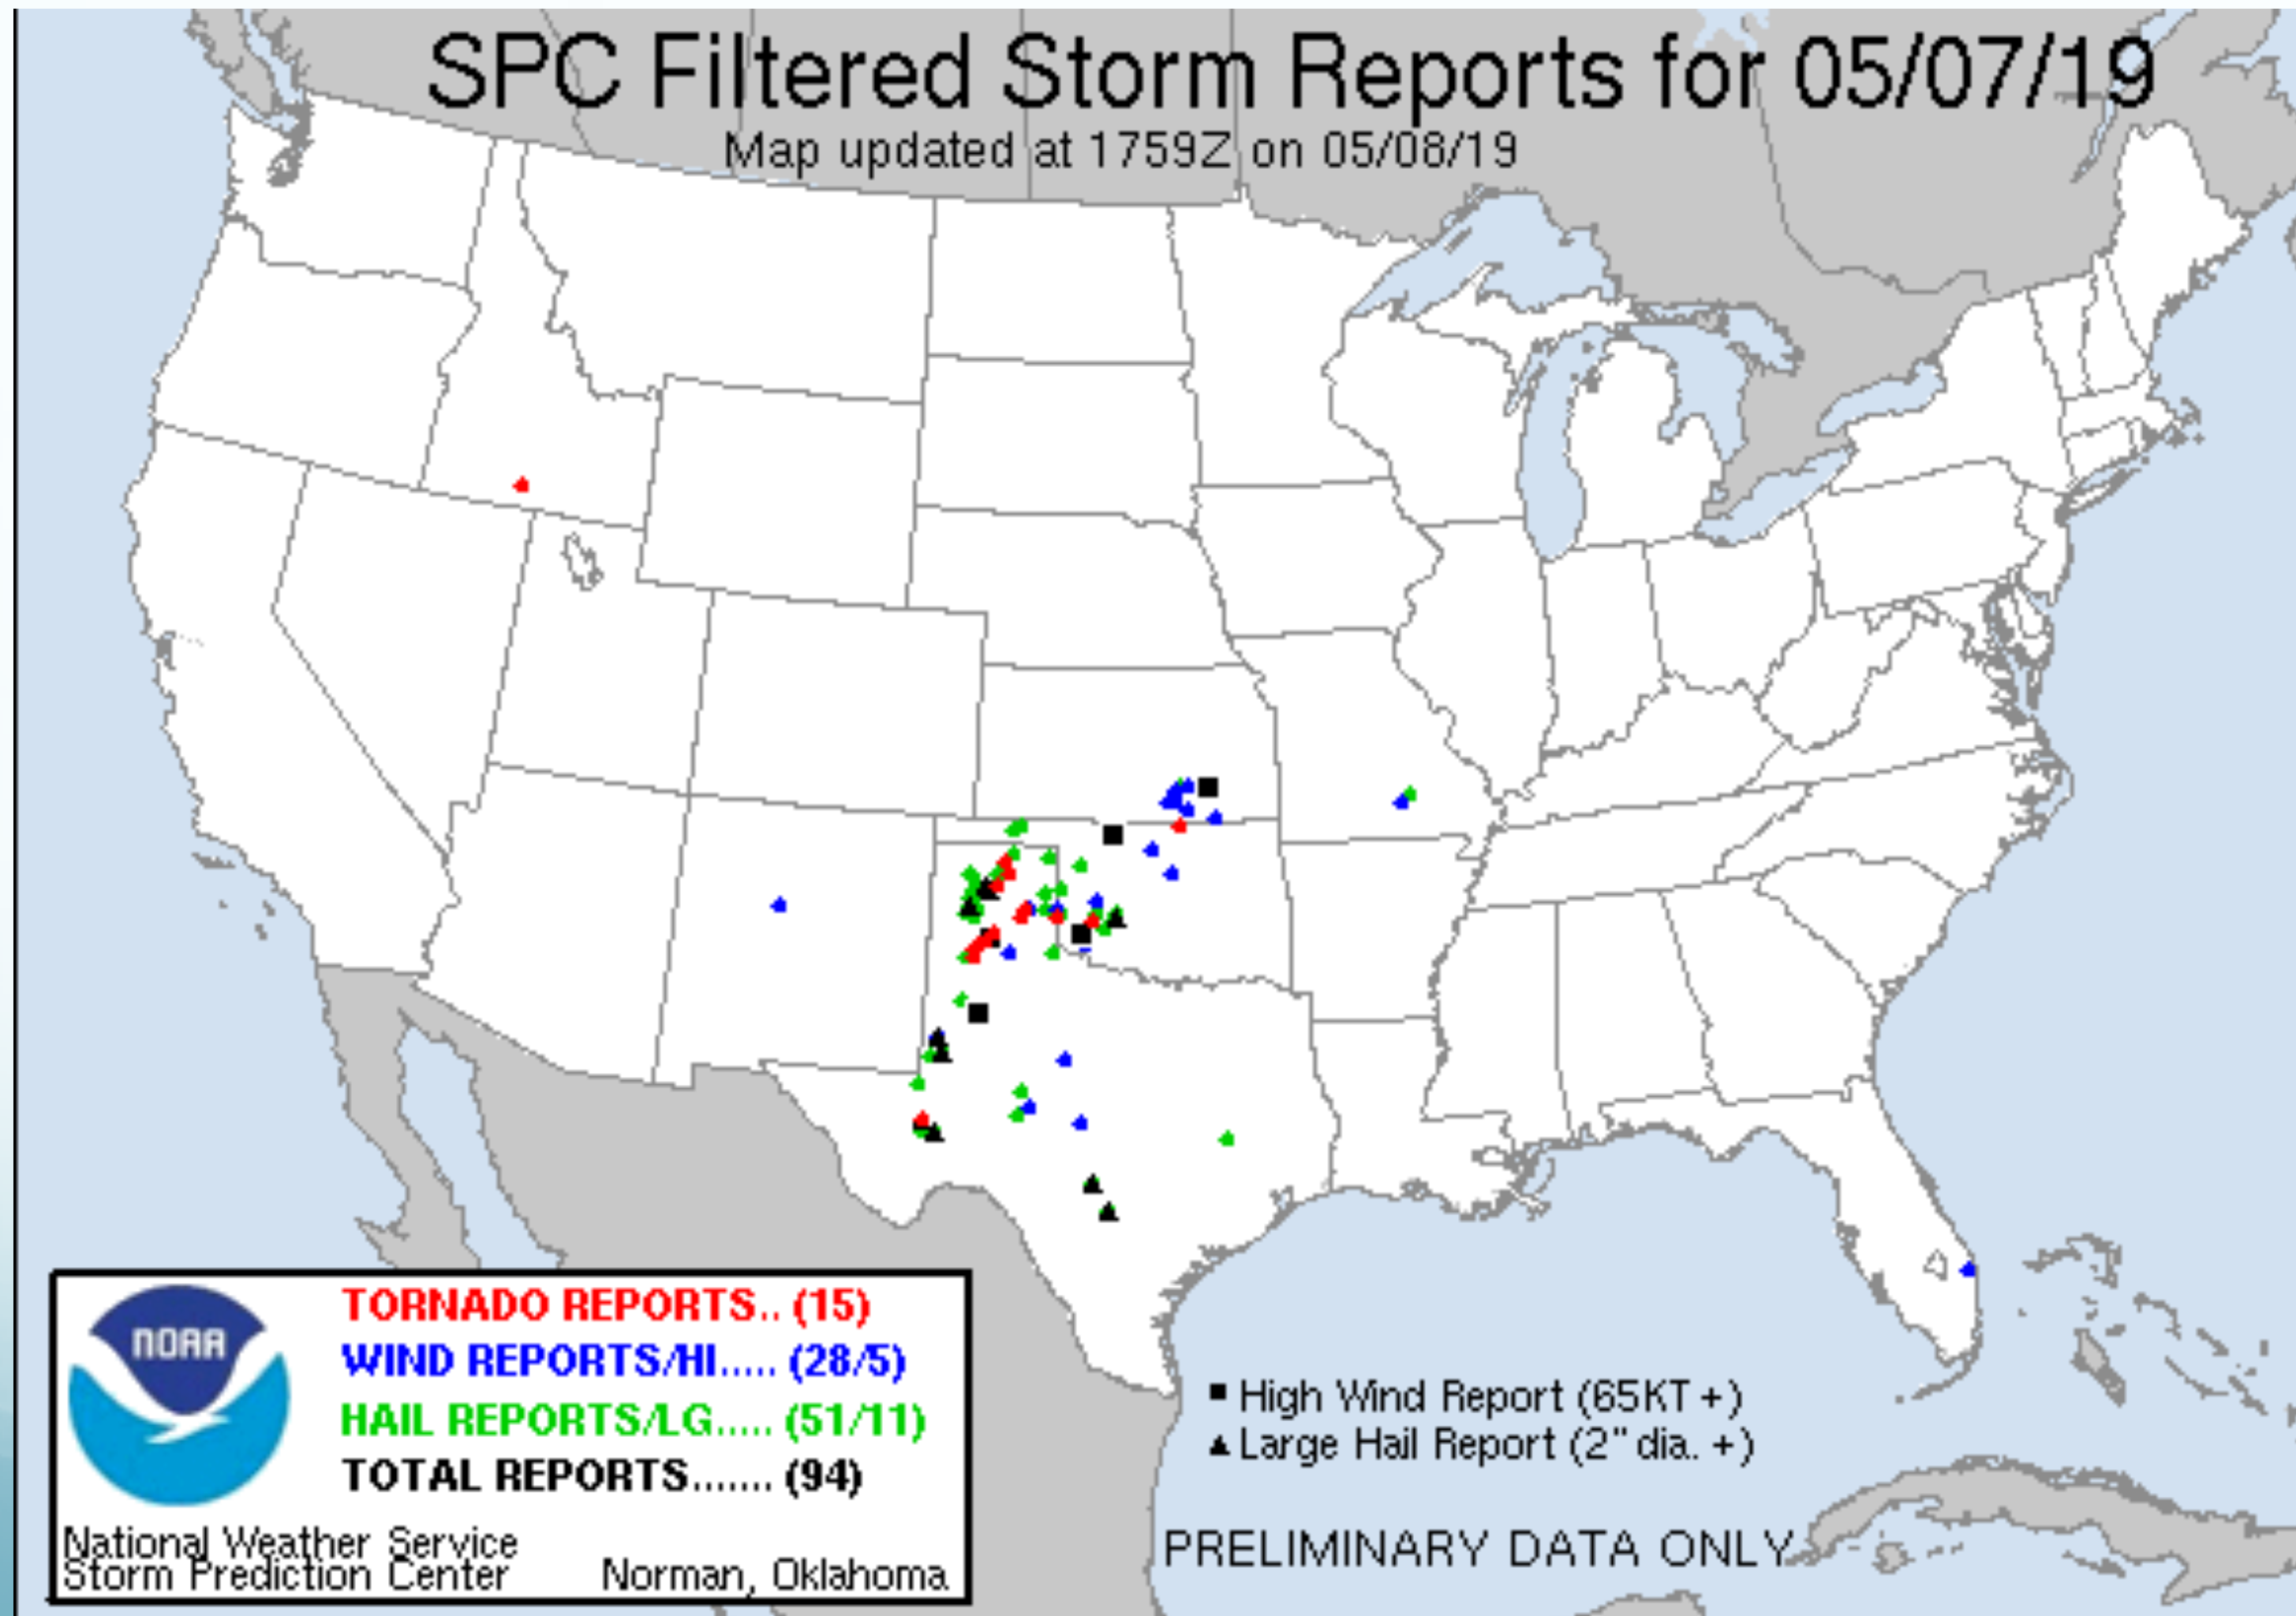 SPC Filtered Storm Reports for 05/07/19
Map updated at 1759Z on 05/08/19
NOAA
TORNADO REPORTS.. (15)
WIND REPORTS/HI..... (28/5)
HAIL REPORTS/LG..... (51/11)
TOTAL REPORTS....... (94)
National Weather Service
Storm Prediction Center Norman, Oklahoma
High Wind Report (65KT +)
Large Hail Report (2" dia. +)
PRELIMINARY DATA ONLY